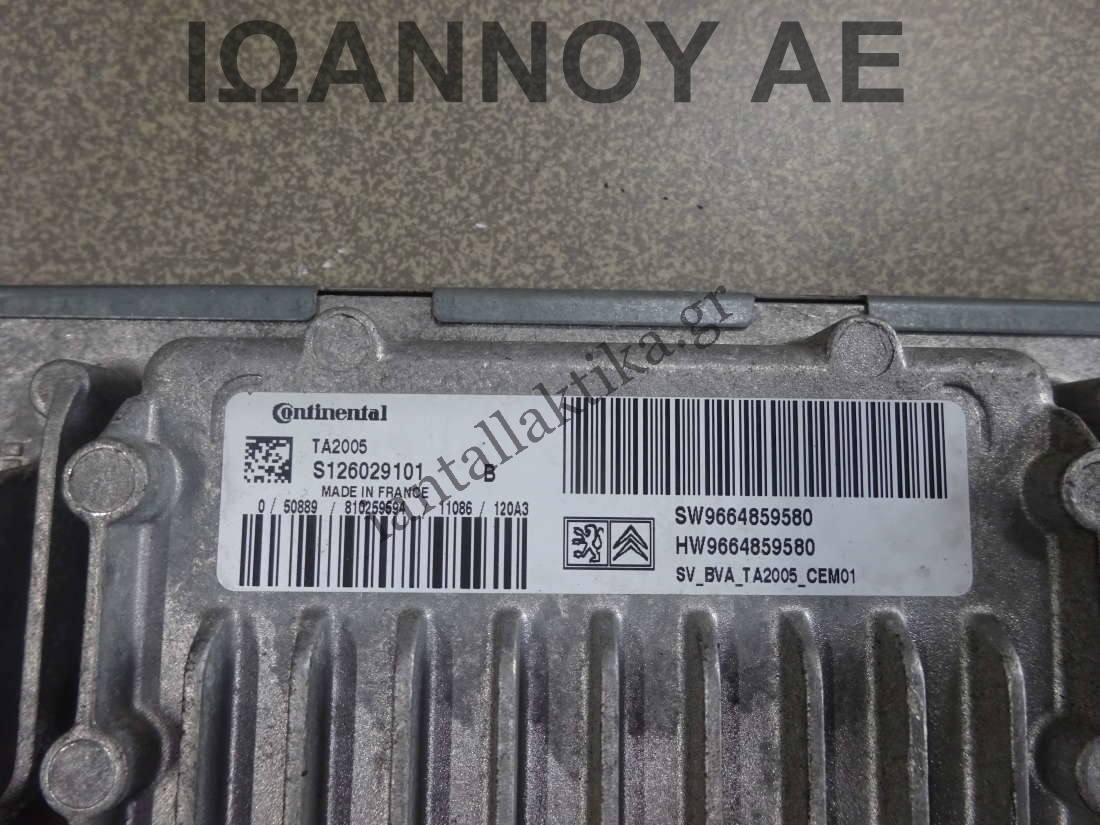 ΙΩΑΝΝΟΥ ΑΕ
Continental
TA2005
S126029101 B
MADE IN FRANCE
0 / 50889 / 810259594 11086 / 120A3
SW9664859580
HW9664859580
SV_BVA_TA2005_CEM01
iantallaktika.gr